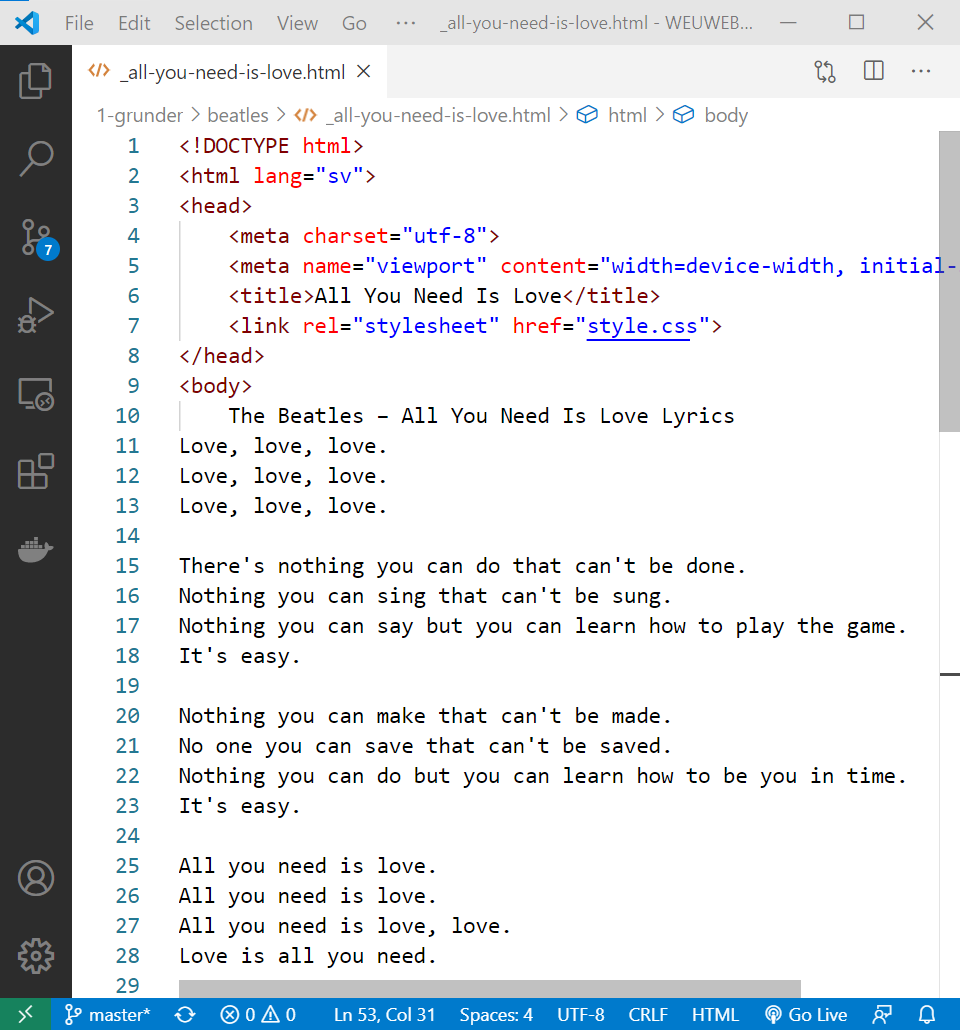 File Edit Selection View Go ··· _all-you-need-is-love.html - WEUWEB...
_all-you-need-is-love.html
1-grunder > beatles > _all-you-need-is-love.html > html > body
1 <!DOCTYPE html>
2 <html lang="sv">
3 <head>
4 <meta charset="utf-8">
5 <meta name="viewport" content="width=device-width, initial-
6 <title>All You Need Is Love</title>
7 <link rel="stylesheet" href="style.css">
8 </head>
9 <body>
10 The Beatles – All You Need Is Love Lyrics
11 Love, love, love.
12 Love, love, love.
13 Love, love, love.
14
15 There's nothing you can do that can't be done.
16 Nothing you can sing that can't be sung.
17 Nothing you can say but you can learn how to play the game.
18 It's easy.
19
20 Nothing you can make that can't be made.
21 No one you can save that can't be saved.
22 Nothing you can do but you can learn how to be you in time.
23 It's easy.
24
25 All you need is love.
26 All you need is love.
27 All you need is love, love.
28 Love is all you need.
29
7
master* 0 0 Ln 53, Col 31 Spaces: 4 UTF-8 CRLF HTML Go Live